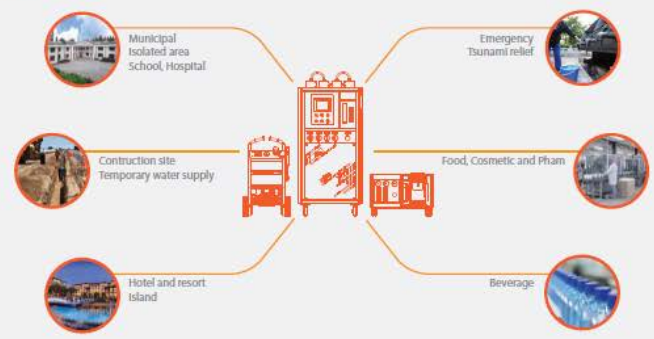 Municipal
Isolated area
School, Hospital
Emergency
Tsunami relief
Contruction site
Temporary water supply
Food, Cosmetic and Pham
Hotel and resort
Island
Beverage